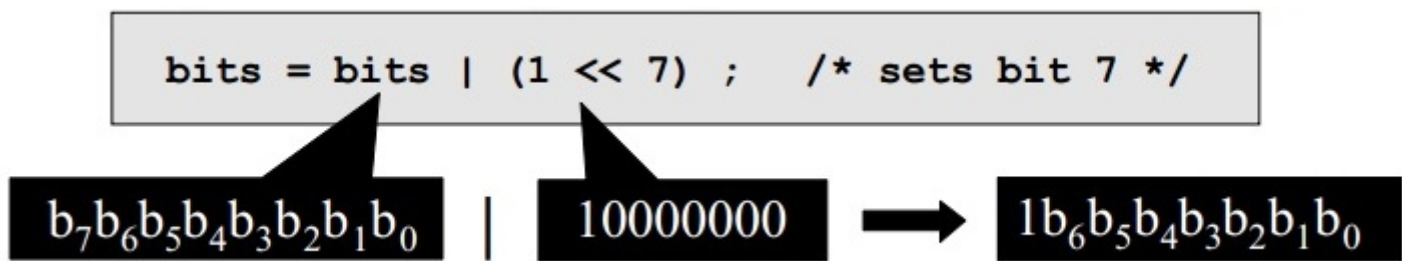 bits = bits | (1 << 7) ; /* sets bit 7 */
b₇b₆b₅b₄b₃b₂b₁b₀ | 10000000 → 1b₆b₅b₄b₃b₂b₁b₀